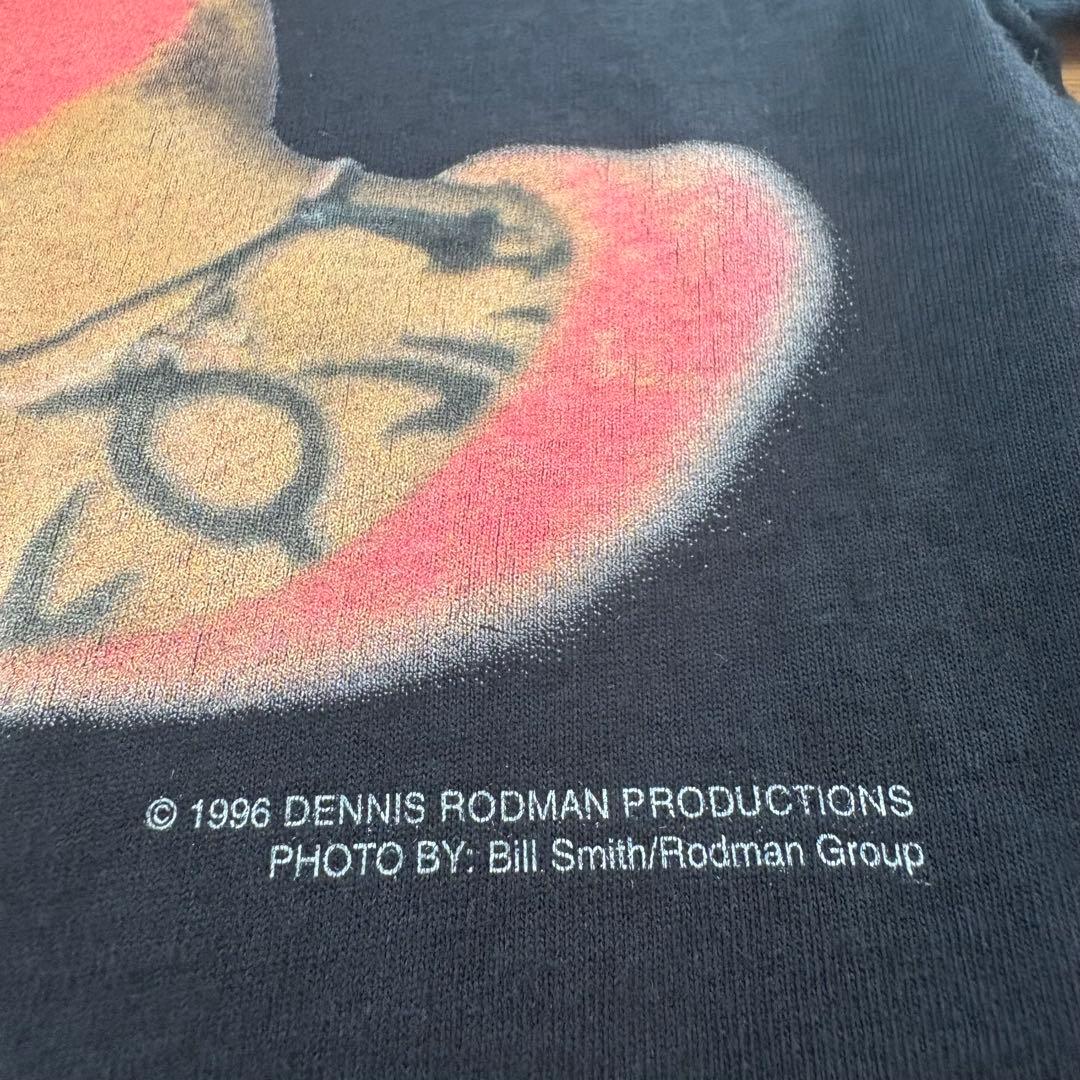 © 1996 DENNIS RODMAN PRODUCTIONS
PHOTO BY: Bill Smith/Rodman Group